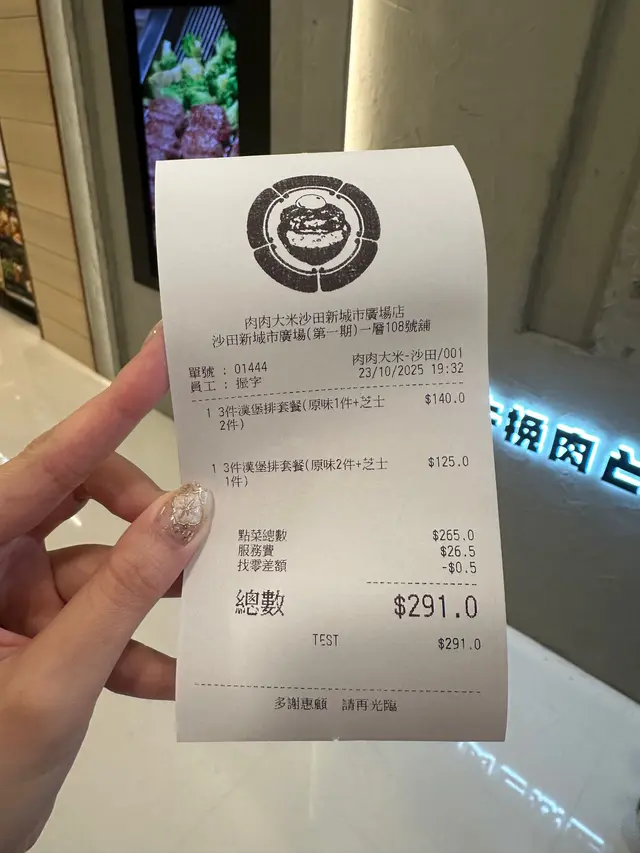 肉肉大米沙田新城市廣場店
沙田新城市廣場(第一期)一層108號舖
單號 : 01444 肉肉大米-沙田/001
員工 : 振宇 23/10/2025 19:32
1 3件漢堡排套餐(原味1件+芝士 $140.0
2件)
1 3件漢堡排套餐(原味2件+芝士 $125.0
1件)
點菜總數 $265.0
服務費 $26.5
找零差額 -$0.5
總數 $291.0
TEST $291.0
多謝惠顧 請再光臨
挽肉